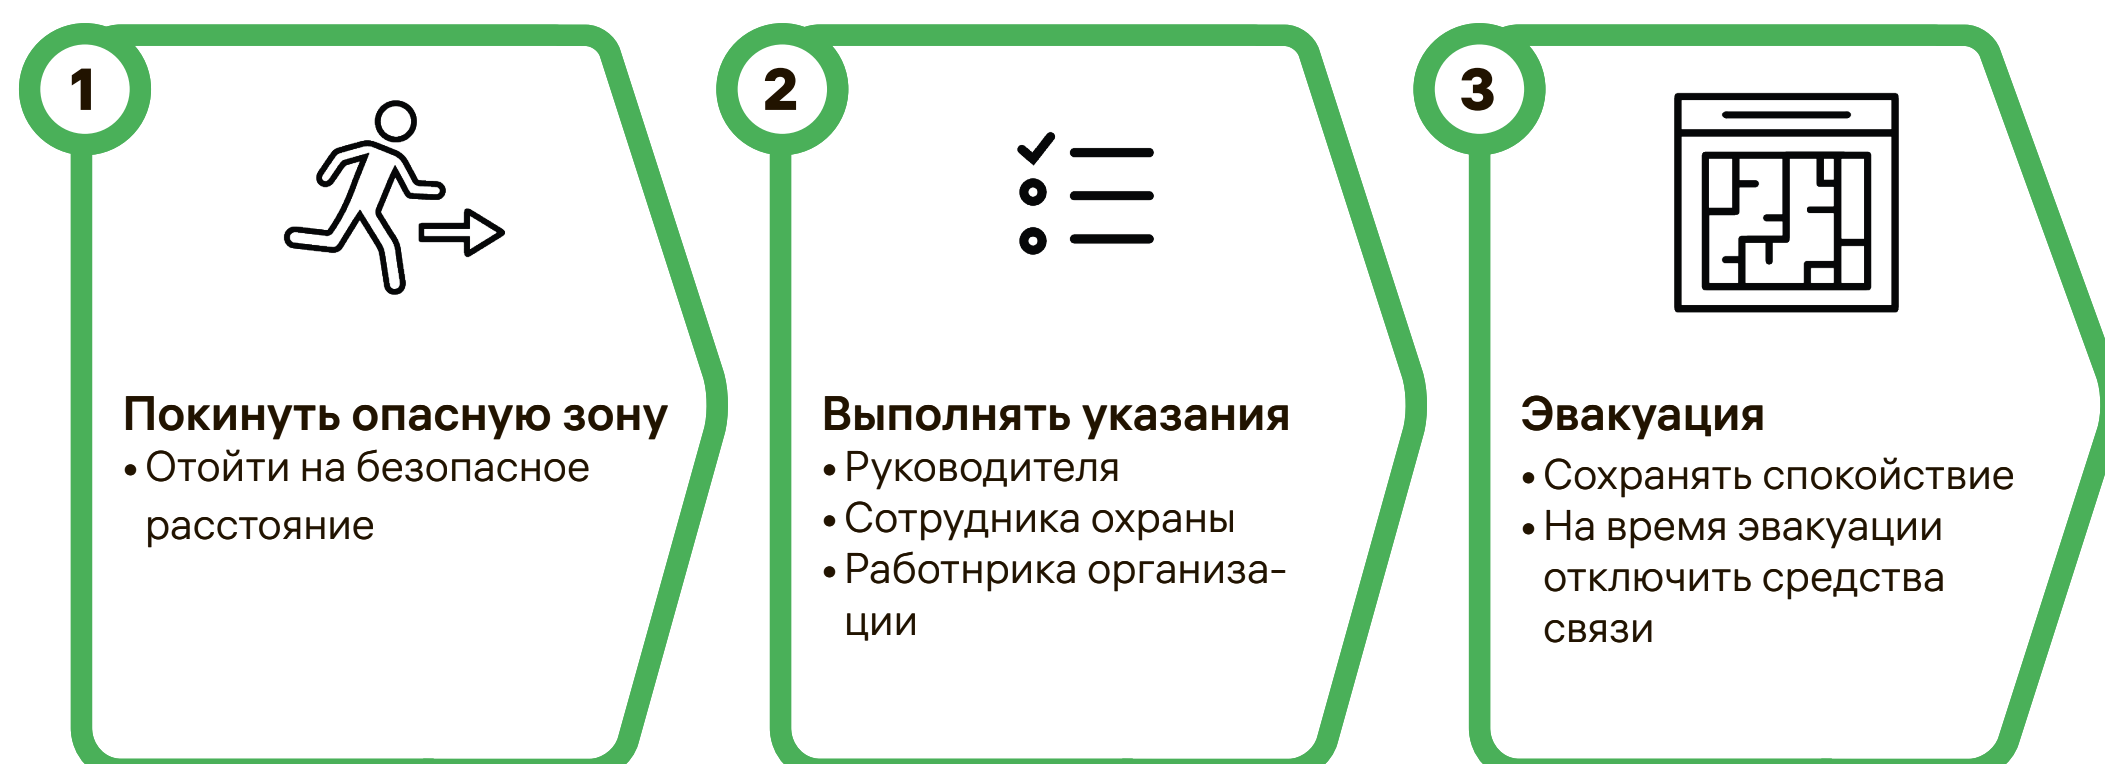 1
Покинуть опасную зону
• Отойти на безопасное
расстояние
2
Выполнять указания
• Руководителя
• Сотрудника охраны
• Работнрика организа-
ции
3
Эвакуация
• Сохранять спокойствие
• На время эвакуации
отключить средства
связи